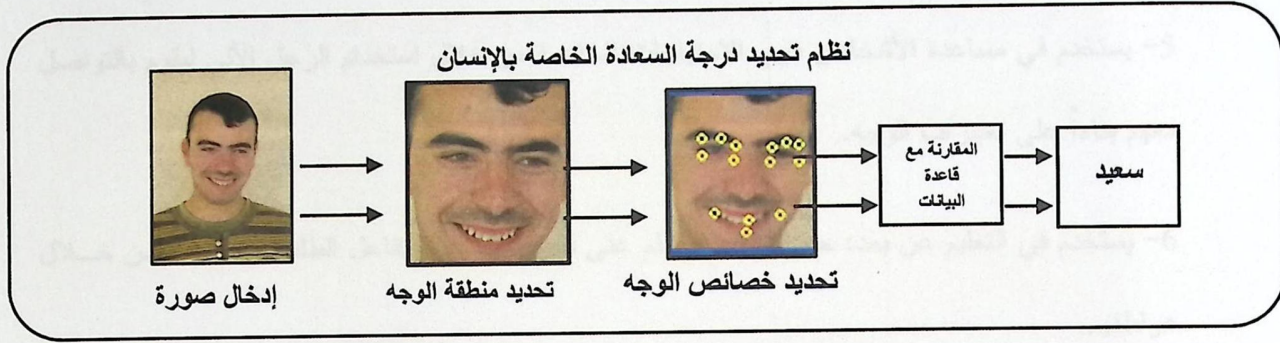 نظام تحديد درجة السعادة الخاصة بالإنسان
إدخال صورة
تحديد منطقة الوجه
تحديد خصائص الوجه
المقارنة مع
قاعدة
البيانات
سعيد